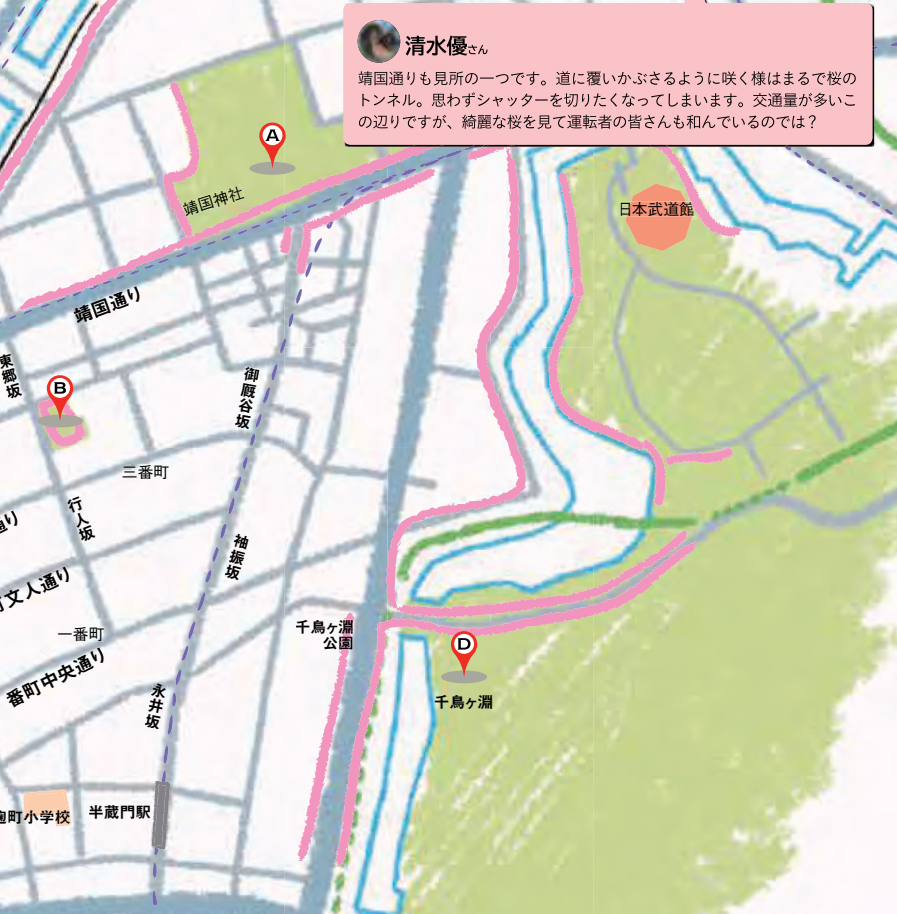 清水優さん
靖国通りも見所の一つです。道に覆いかぶさるように咲く様はまるで桜の
トンネル。思わずシャッターを切りたくなってしまいます。交通量が多いこ
の辺りですが、綺麗な桜を見て運転者の皆さんも和んでいるのでは？
A
靖国神社
日本武道館
靖国通り
東郷坂
B
御厩谷坂
三番町
行人坂
通り
袖振坂
町文人通り
一番町
千鳥ヶ淵
公園
D
番町中央通り
千鳥ヶ淵
永井坂
半蔵門駅
麹町小学校